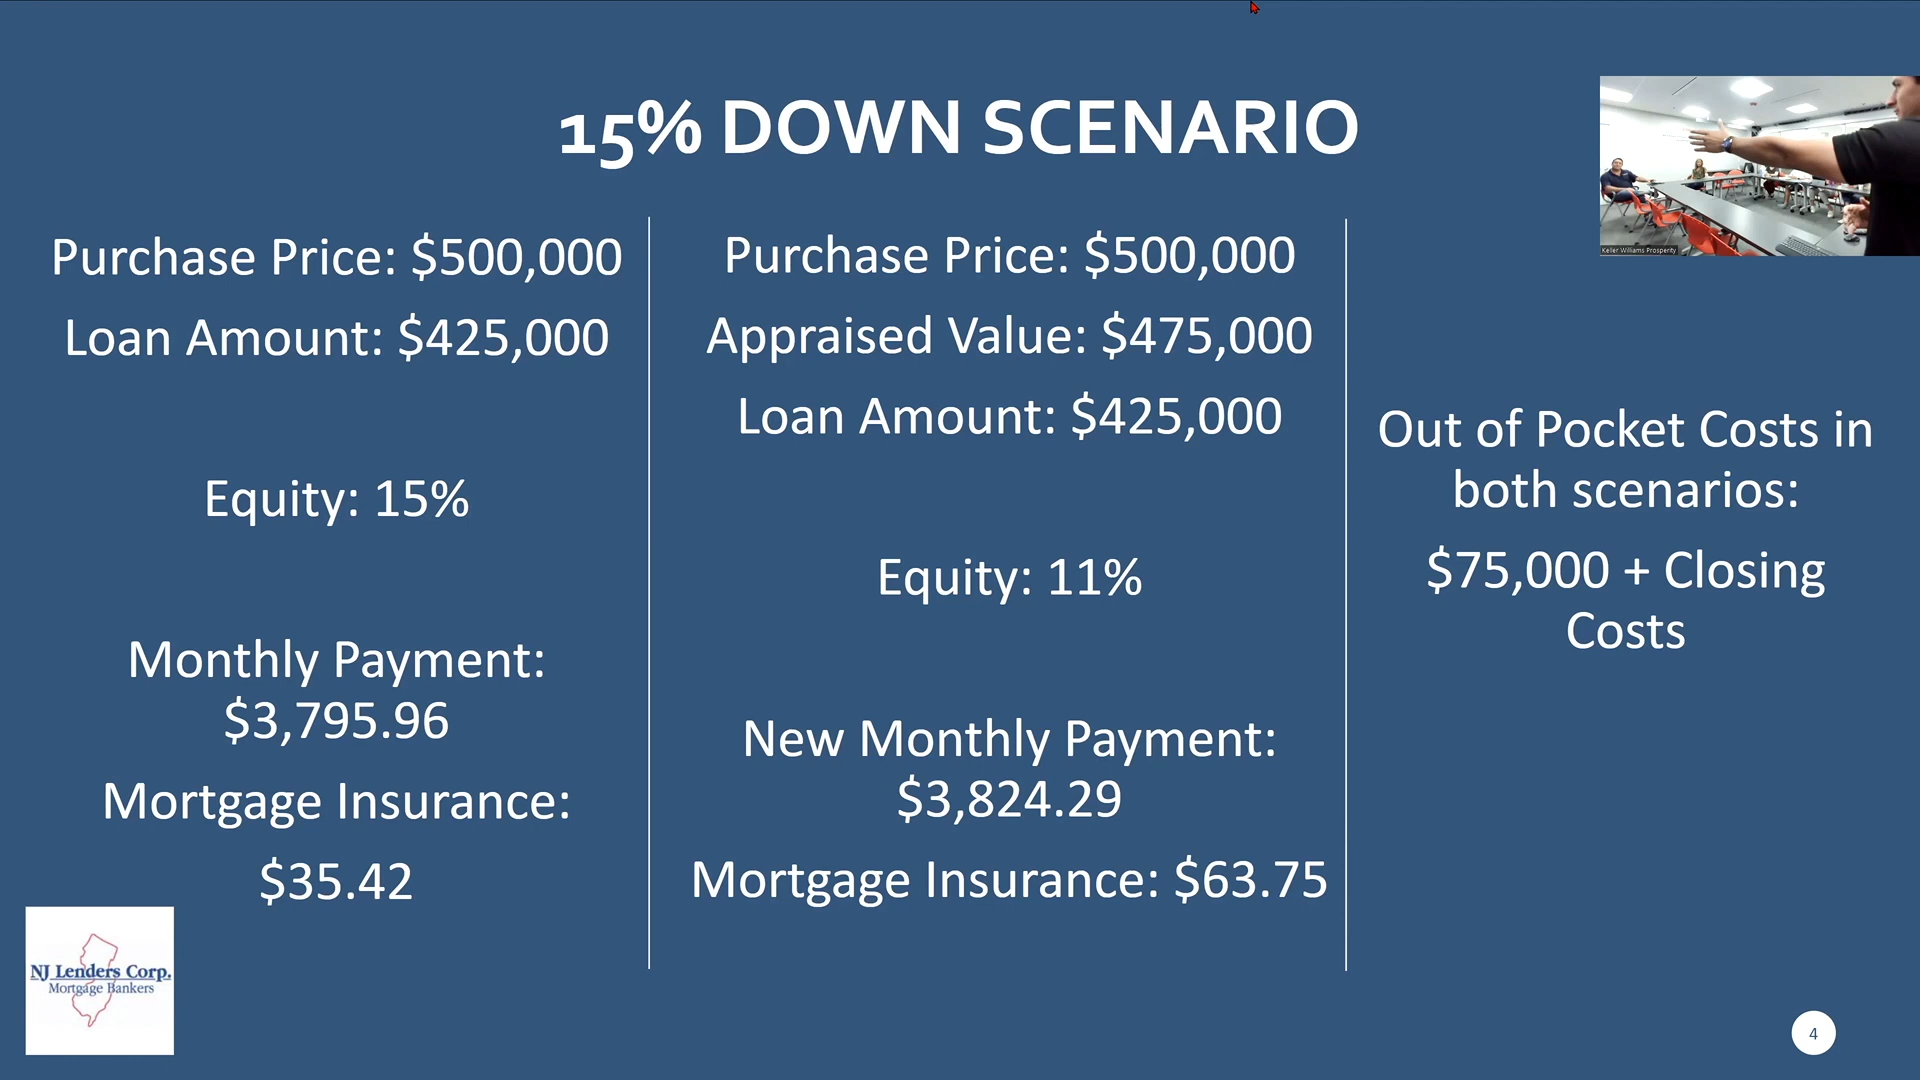 15% DOWN SCENARIO
Purchase Price: $500,000
Loan Amount: $425,000
Equity: 15%
Monthly Payment:
$3,795.96
Mortgage Insurance:
$35.42
Purchase Price: $500,000
Appraised Value: $475,000
Loan Amount: $425,000
Equity: 11%
New Monthly Payment:
$3,824.29
Mortgage Insurance: $63.75
Out of Pocket Costs in
both scenarios:
$75,000 + Closing
Costs
Keller Williams Prosperity
NJ Lenders Corp.
Mortgage Bankers
4